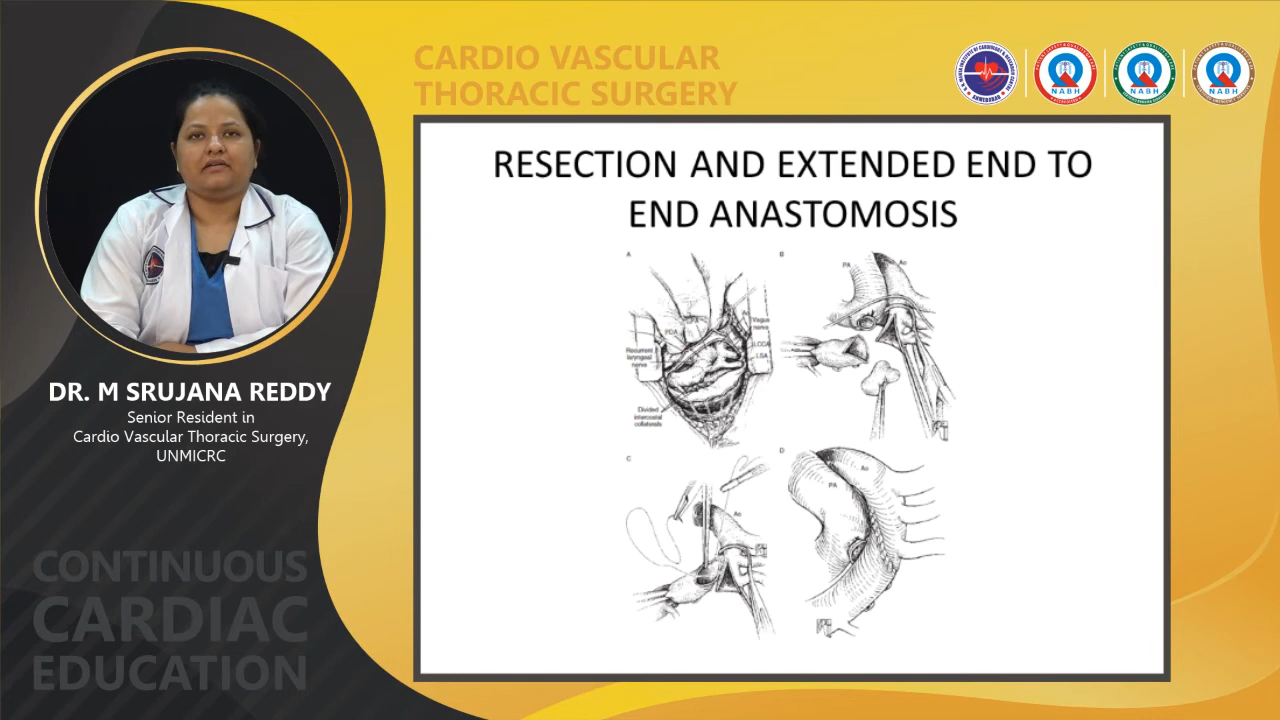 CARDIO VASCULAR
THORACIC SURGERY
NABH
NABH
NABH
RESECTION AND EXTENDED END TO
END ANASTOMOSIS
A
B
PA
Ao
PDA
Vagus
nerve
LCCA
LSA
Recurrent
laryngeal
nerve
Divided
intercostal
collaterals
C
Ao
D
Ao
PA
DR. M SRUJANA REDDY
Senior Resident in
Cardio Vascular Thoracic Surgery,
UNMICRC
CONTINUOUS
CARDIAC
EDUCATION